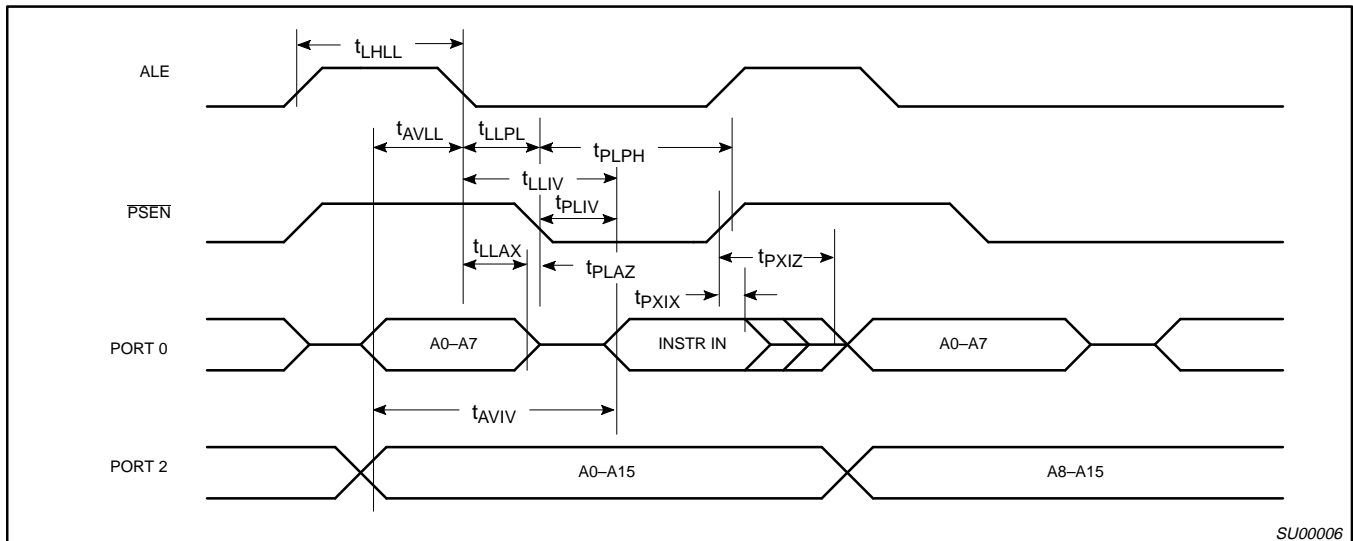 tLHLL
ALE
tAVLL tLLPL tPLPH
tLLIV
PSEN
tPLIV
tLLAX
tPLAZ
tPXIZ
tPXIX
PORT 0
A0–A7
INSTR IN
A0–A7
tAVIV
PORT 2
A0–A15
A8–A15
SU00006